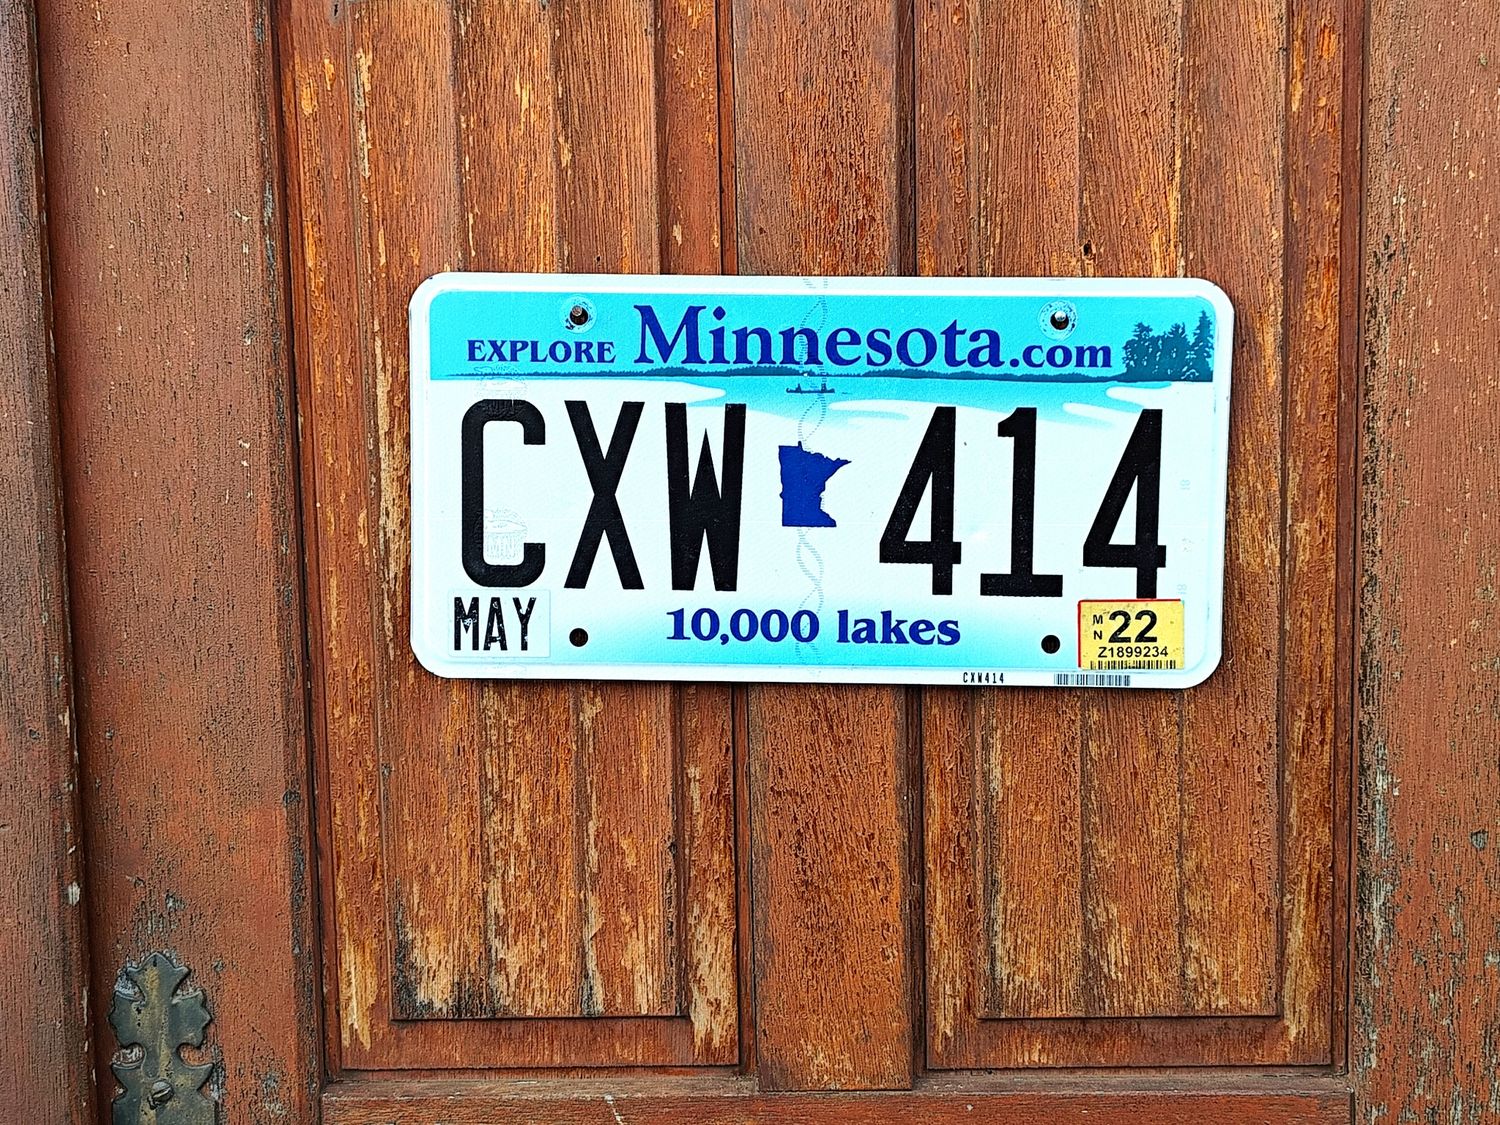 EXPLORE Minnesota.com
CXW 414
MAY
10,000 lakes
MN 22
Z1899234
CXW414